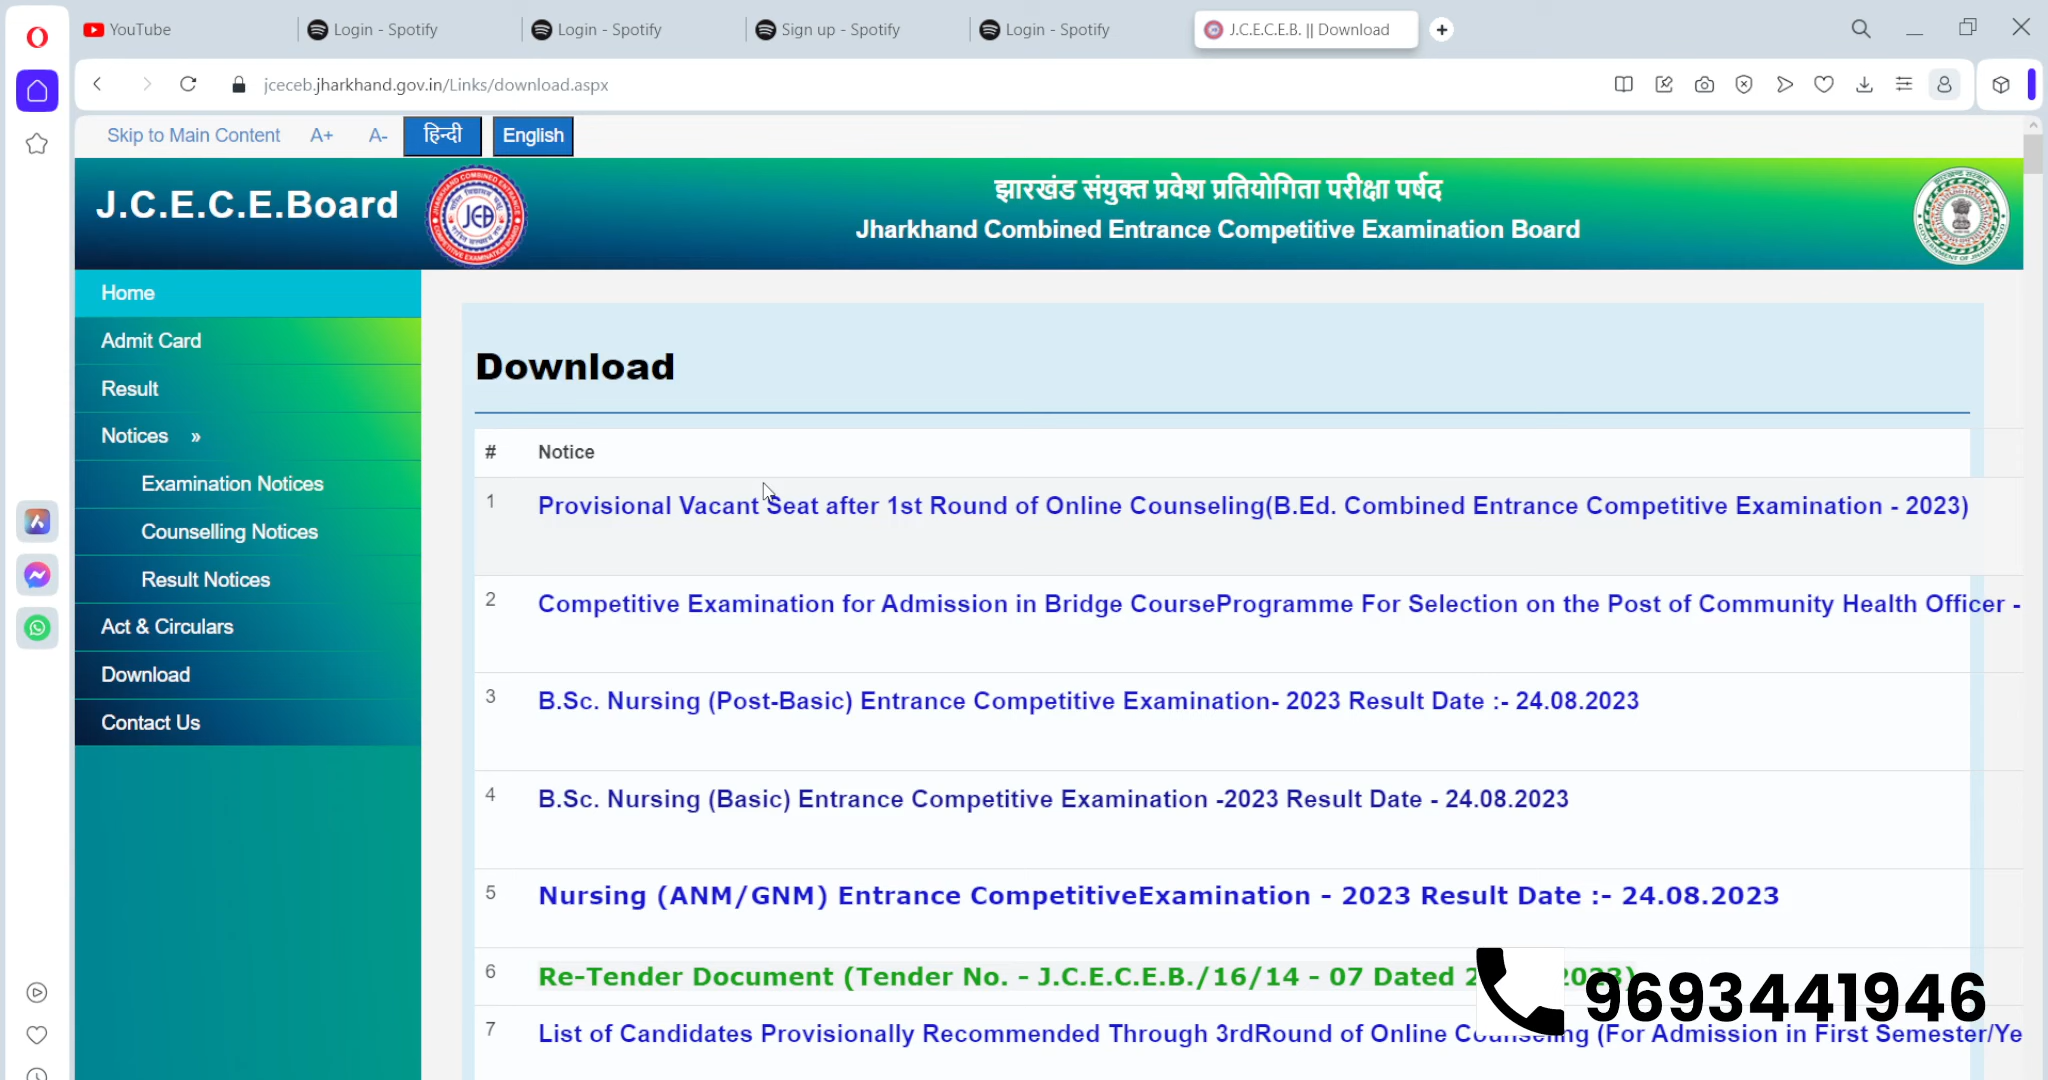 YouTube
Login - Spotify
Login - Spotify
Sign up - Spotify
Login - Spotify
J.C.E.C.E.B. || Download
jceceb.jharkhand.gov.in/Links/download.aspx
Skip to Main Content A+ A- हिन्दी English
J.C.E.C.E.Board
JCEB
झारखंड संयुक्त प्रवेश प्रतियोगिता परीक्षा पर्षद
Jharkhand Combined Entrance Competitive Examination Board
Home
Admit Card
Result
Notices »
Examination Notices
Counselling Notices
Result Notices
Act & Circulars
Download
Contact Us
Download
# Notice
1 Provisional Vacant Seat after 1st Round of Online Counseling(B.Ed. Combined Entrance Competitive Examination - 2023)
2 Competitive Examination for Admission in Bridge CourseProgramme For Selection on the Post of Community Health Officer -
3 B.Sc. Nursing (Post-Basic) Entrance Competitive Examination- 2023 Result Date :- 24.08.2023
4 B.Sc. Nursing (Basic) Entrance Competitive Examination -2023 Result Date - 24.08.2023
5 Nursing (ANM/GNM) Entrance CompetitiveExamination - 2023 Result Date :- 24.08.2023
6 Re-Tender Document (Tender No. - J.C.E.C.E.B./16/14 - 07 Dated 2
9693441946
7 List of Candidates Provisionally Recommended Through 3rdRound of Online Counseling (For Admission in First Semester/Ye